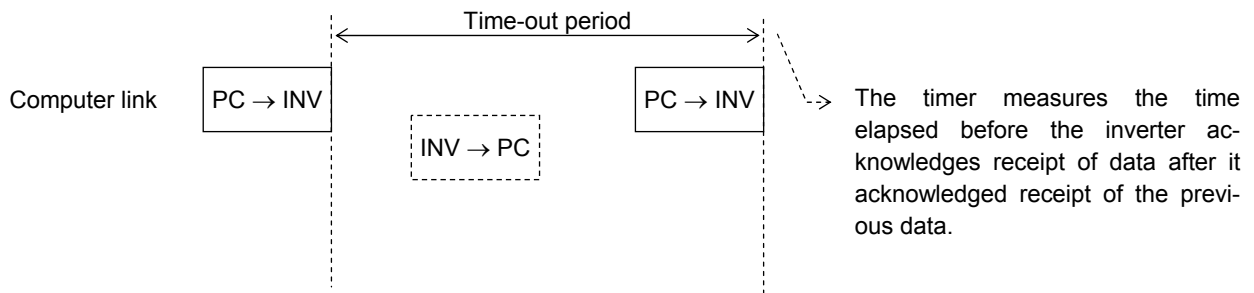 Time-out period
Computer link
PC → INV
INV → PC
PC → INV
The timer measures the time
elapsed before the inverter ac-
knowledges receipt of data after it
acknowledged receipt of the previ-
ous data.